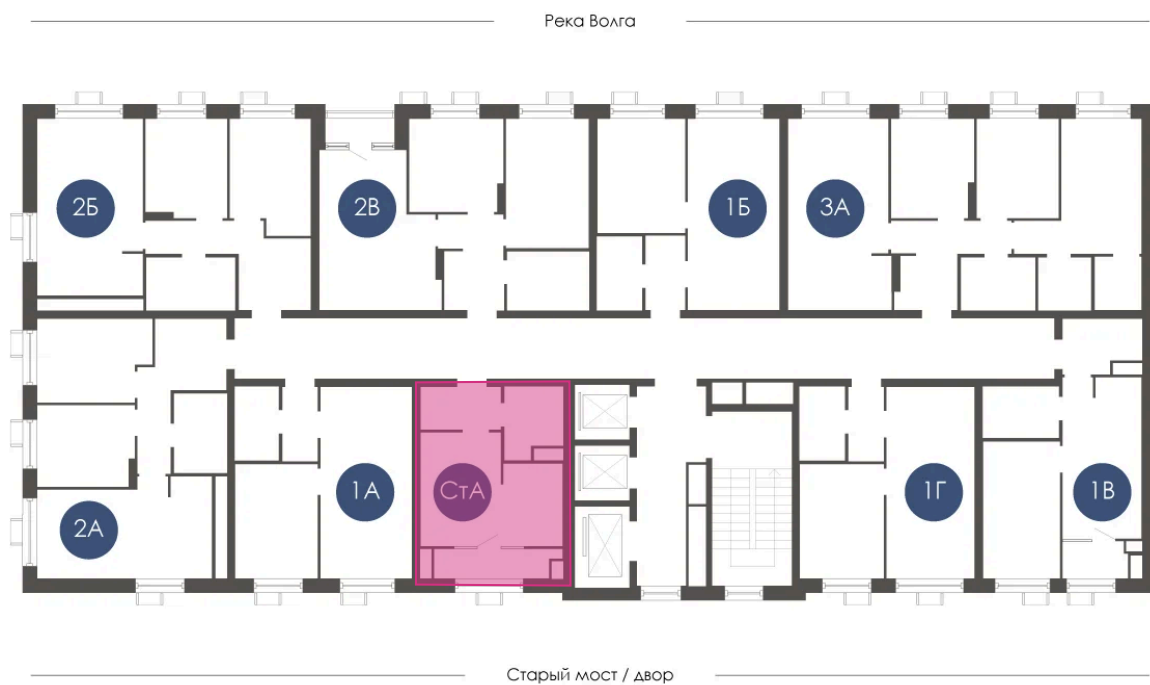 Река Волга
2Б
2В
1Б
3А
2А
1А
СтА
1Г
1В
Старый мост / двор